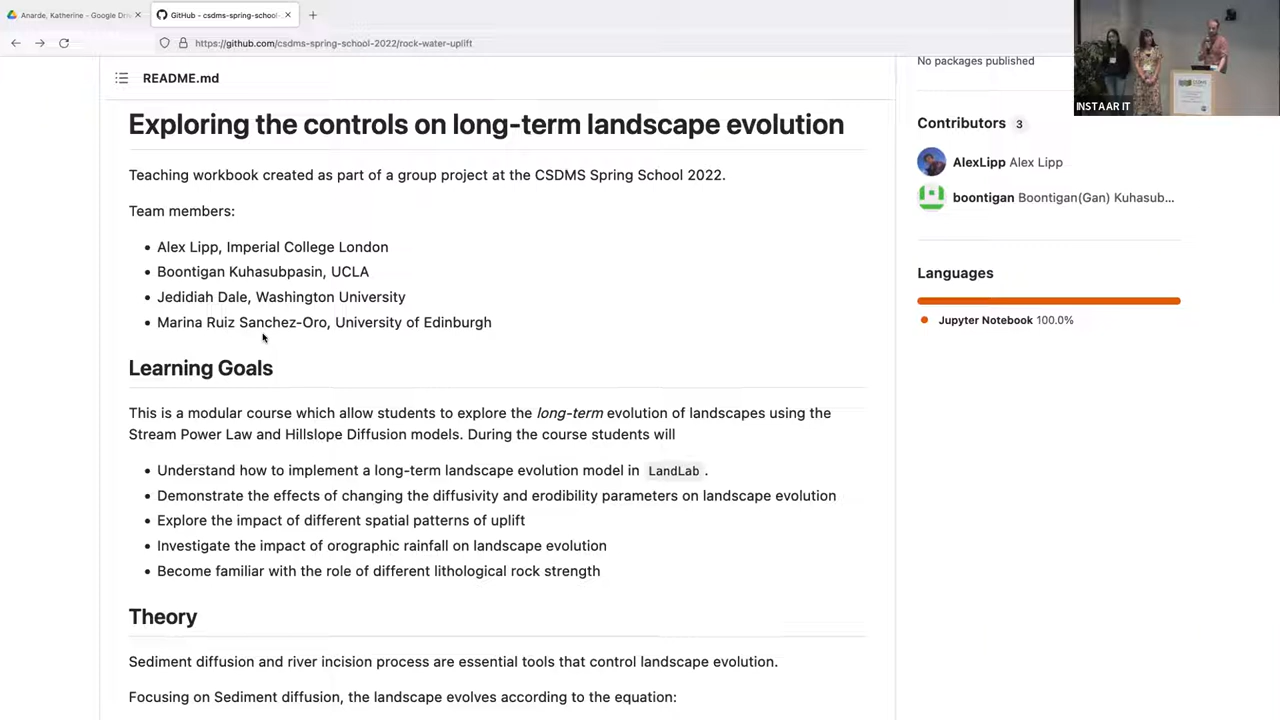 Anarde, Katherine - Google Dri
GitHub - csdms-spring-school-
https://github.com/csdms-spring-school-2022/rock-water-uplift
README.md
Exploring the controls on long-term landscape evolution
Teaching workbook created as part of a group project at the CSDMS Spring School 2022.
Team members:
Alex Lipp, Imperial College London
Boontigan Kuhasubpasin, UCLA
Jedidiah Dale, Washington University
Marina Ruiz Sanchez-Oro, University of Edinburgh
Learning Goals
This is a modular course which allow students to explore the long-term evolution of landscapes using the
Stream Power Law and Hillslope Diffusion models. During the course students will
Understand how to implement a long-term landscape evolution model in LandLab .
Demonstrate the effects of changing the diffusivity and erodibility parameters on landscape evolution
Explore the impact of different spatial patterns of uplift
Investigate the impact of orographic rainfall on landscape evolution
Become familiar with the role of different lithological rock strength
Theory
Sediment diffusion and river incision process are essential tools that control landscape evolution.
Focusing on Sediment diffusion, the landscape evolves according to the equation:
No packages published
Contributors 3
AlexLipp Alex Lipp
boontigan Boontigan(Gan) Kuhasub...
Languages
Jupyter Notebook 100.0%
INSTAAR IT